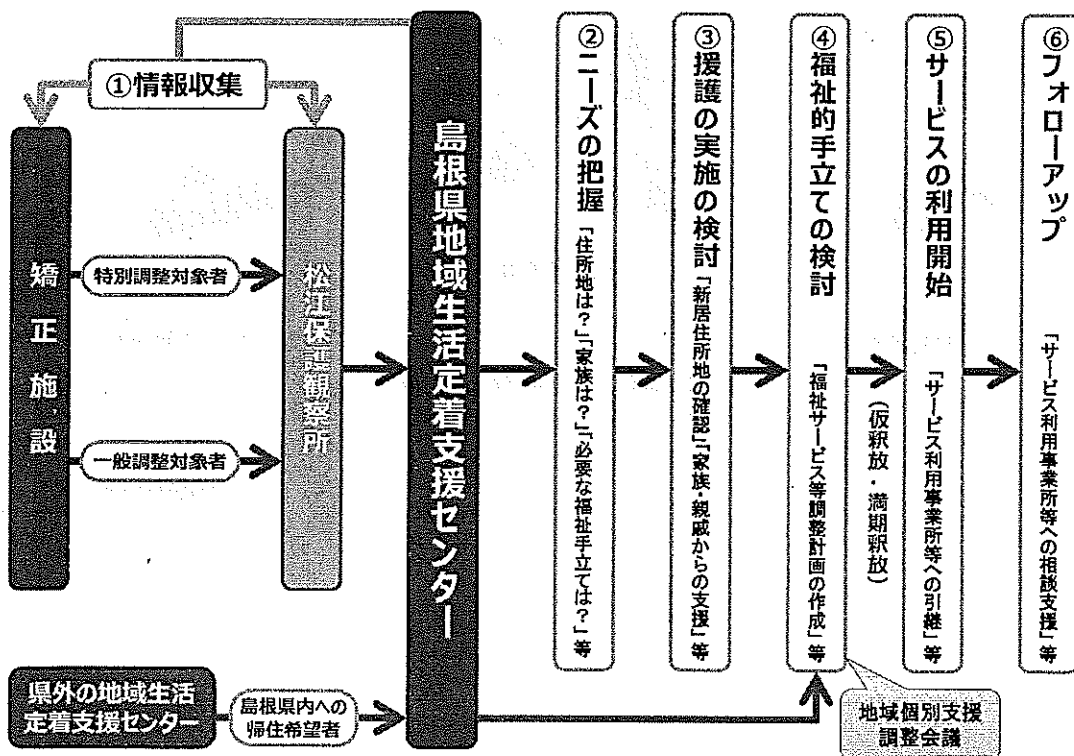 ①情報収集
矯正施設
特別調整対象者
一般調整対象者
松江保護観察所
島根県地域生活定着支援センター
県外の地域生活
定着支援センター
島根県内への
帰住希望者
②ニーズの把握
「住所地は？」「家族は？」「必要な福祉手立ては？」等
③援護の実施の検討
「新居住所地の確認」「家族・親戚からの支援」等
④福祉的手立ての検討
「福祉サービス等調整計画の作成」等
地域個別支援
調整会議
(仮釈放・満期釈放)
⑤サービスの利用開始
「サービス利用事業所等への引継」等
⑥フォローアップ
「サービス利用事業所等への相談支援」等